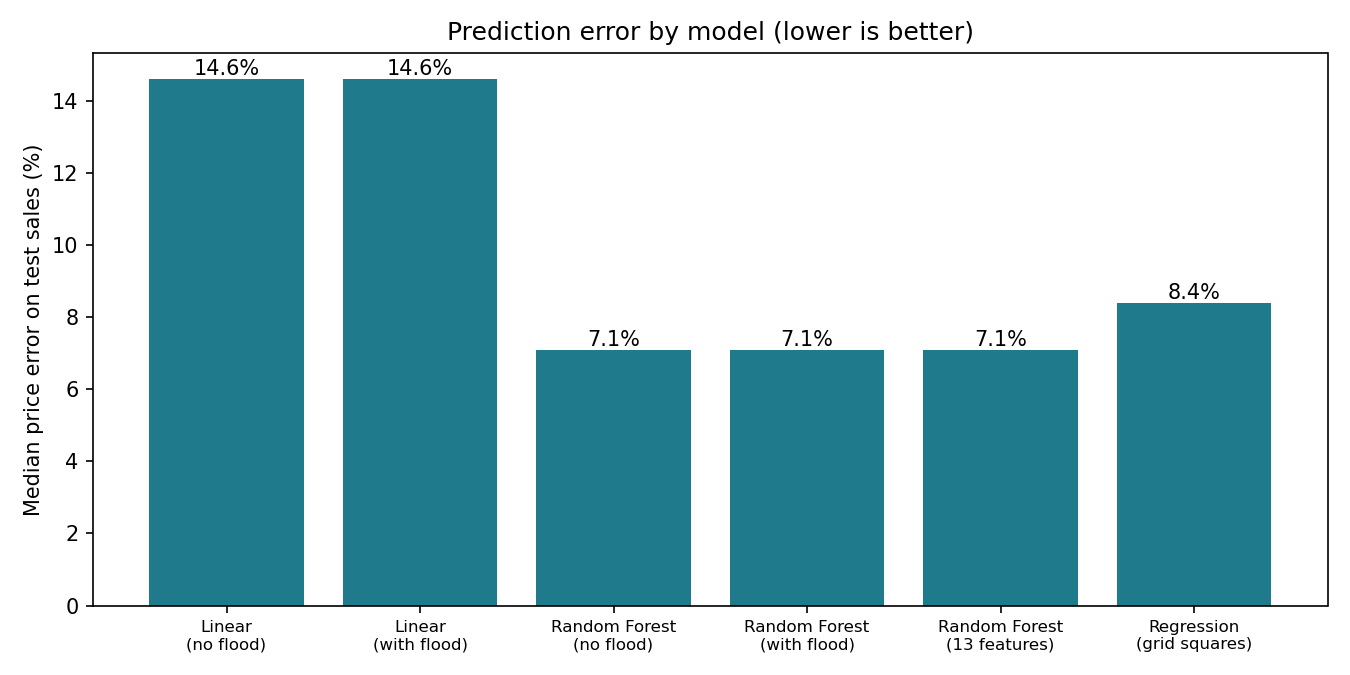 Prediction error by model (lower is better)
Median price error on test sales (%)
14
12
10
8
6
4
2
0
14.6%
14.6%
7.1%
7.1%
7.1%
8.4%
Linear
(no flood)
Linear
(with flood)
Random Forest
(no flood)
Random Forest
(with flood)
Random Forest
(13 features)
Regression
(grid squares)